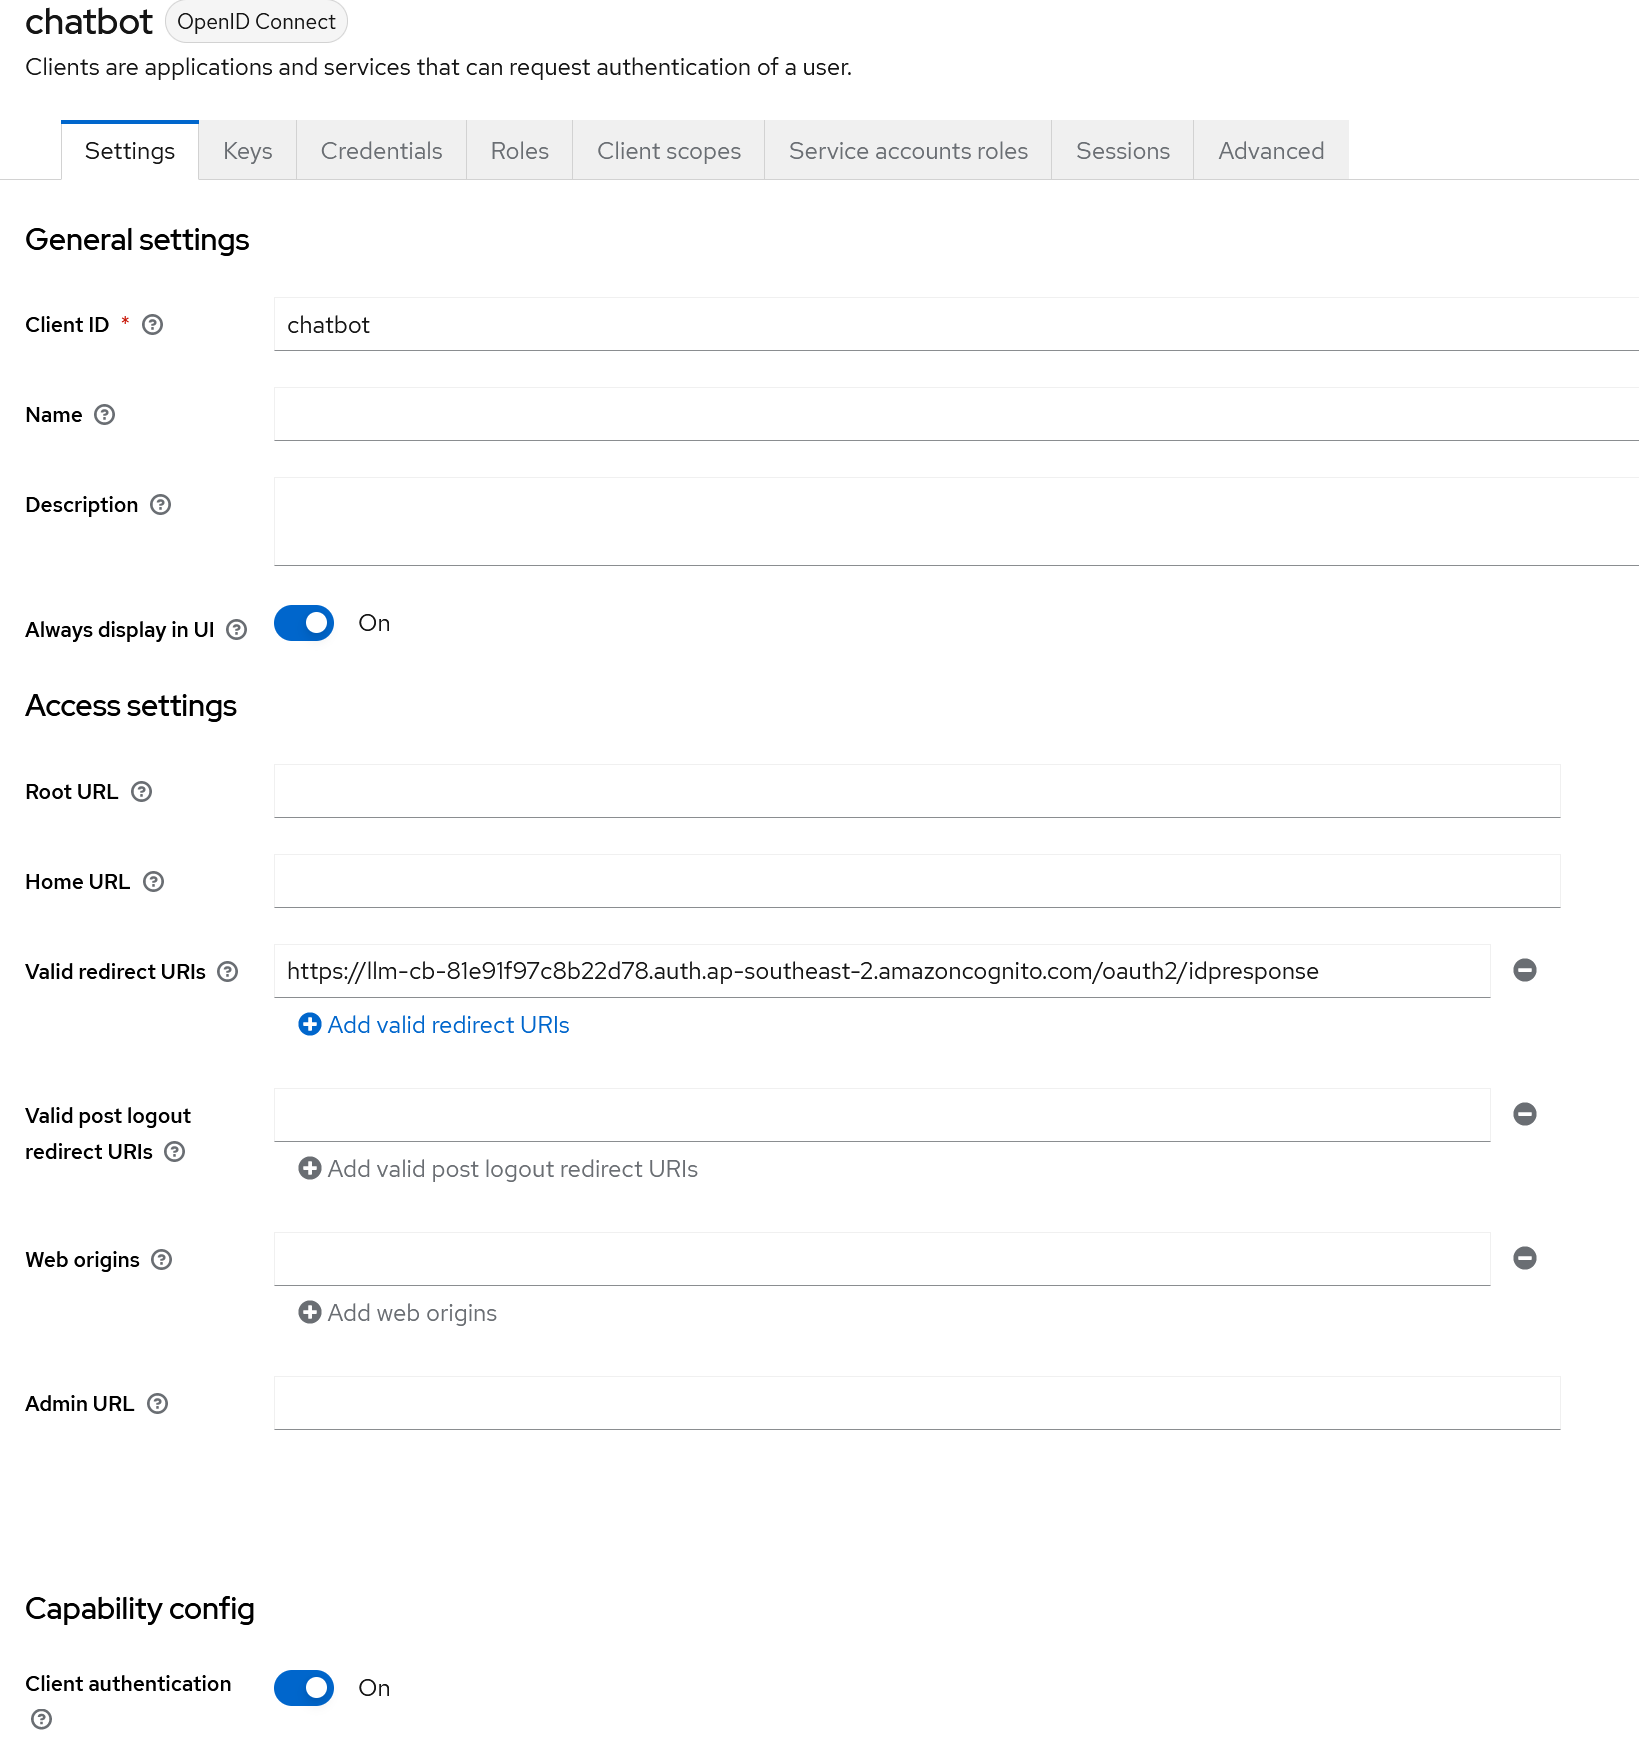 chatbot OpenID Connect
Clients are applications and services that can request authentication of a user.
Settings Keys Credentials Roles Client scopes Service accounts roles Sessions Advanced
General settings
Client ID * chatbot
Name
Description
Always display in UI On
Access settings
Root URL
Home URL
Valid redirect URIs https://llm-cb-81e91f97c8b22d78.auth.ap-southeast-2.amazoncognito.com/oauth2/idpresponse
Add valid redirect URIs
Valid post logout
redirect URIs
Add valid post logout redirect URIs
Web origins
Add web origins
Admin URL
Capability config
Client authentication On